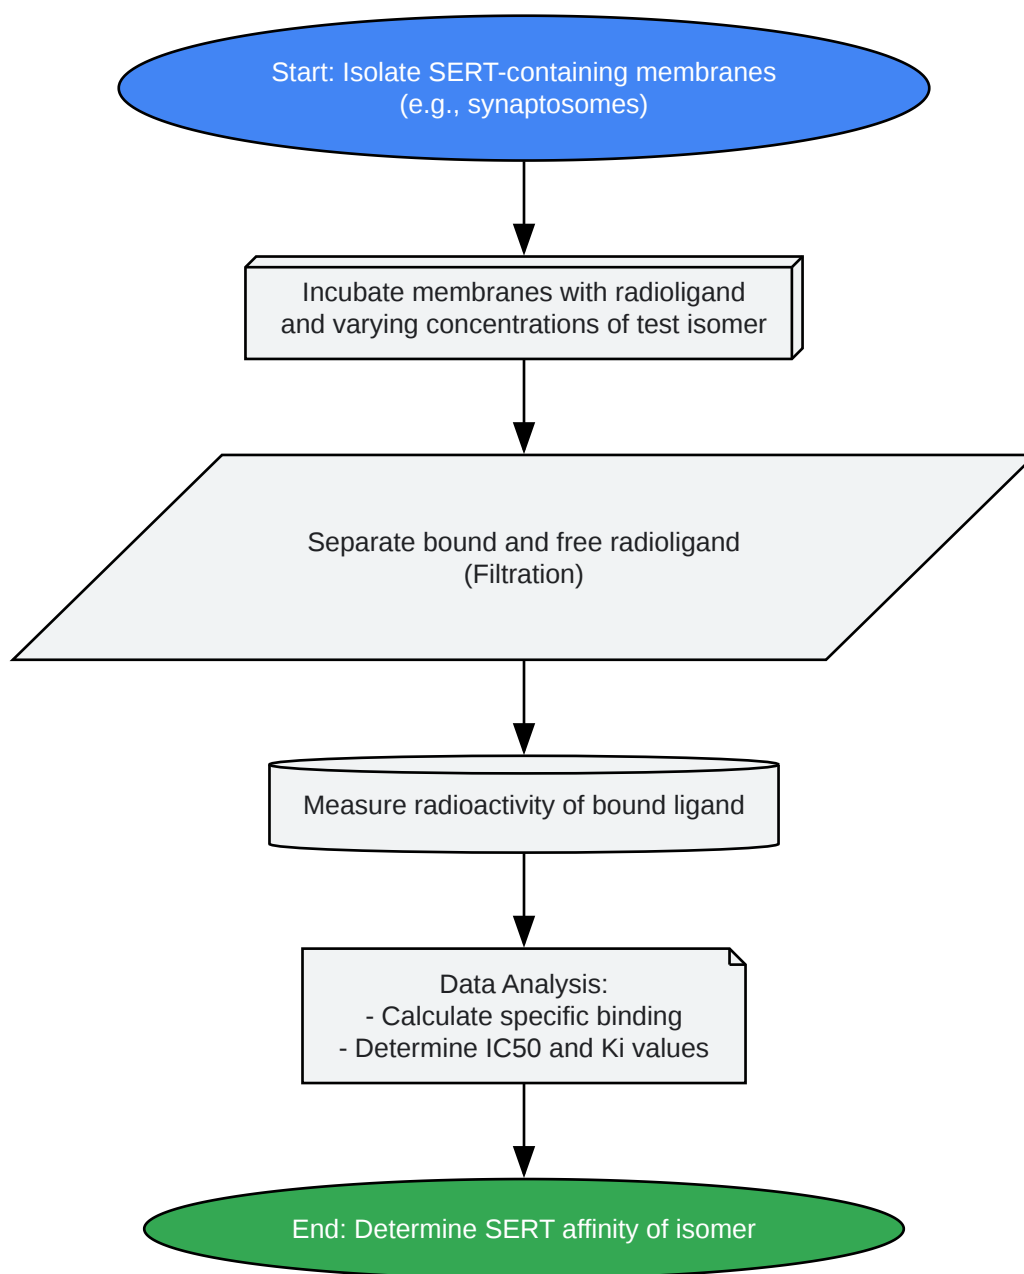 Start: Isolate SERT-containing membranes
(e.g., synaptosomes)
Incubate membranes with radioligand
and varying concentrations of test isomer
Separate bound and free radioligand
(Filtration)
Measure radioactivity of bound ligand
Data Analysis:
- Calculate specific binding
- Determine IC50 and Ki values
End: Determine SERT affinity of isomer